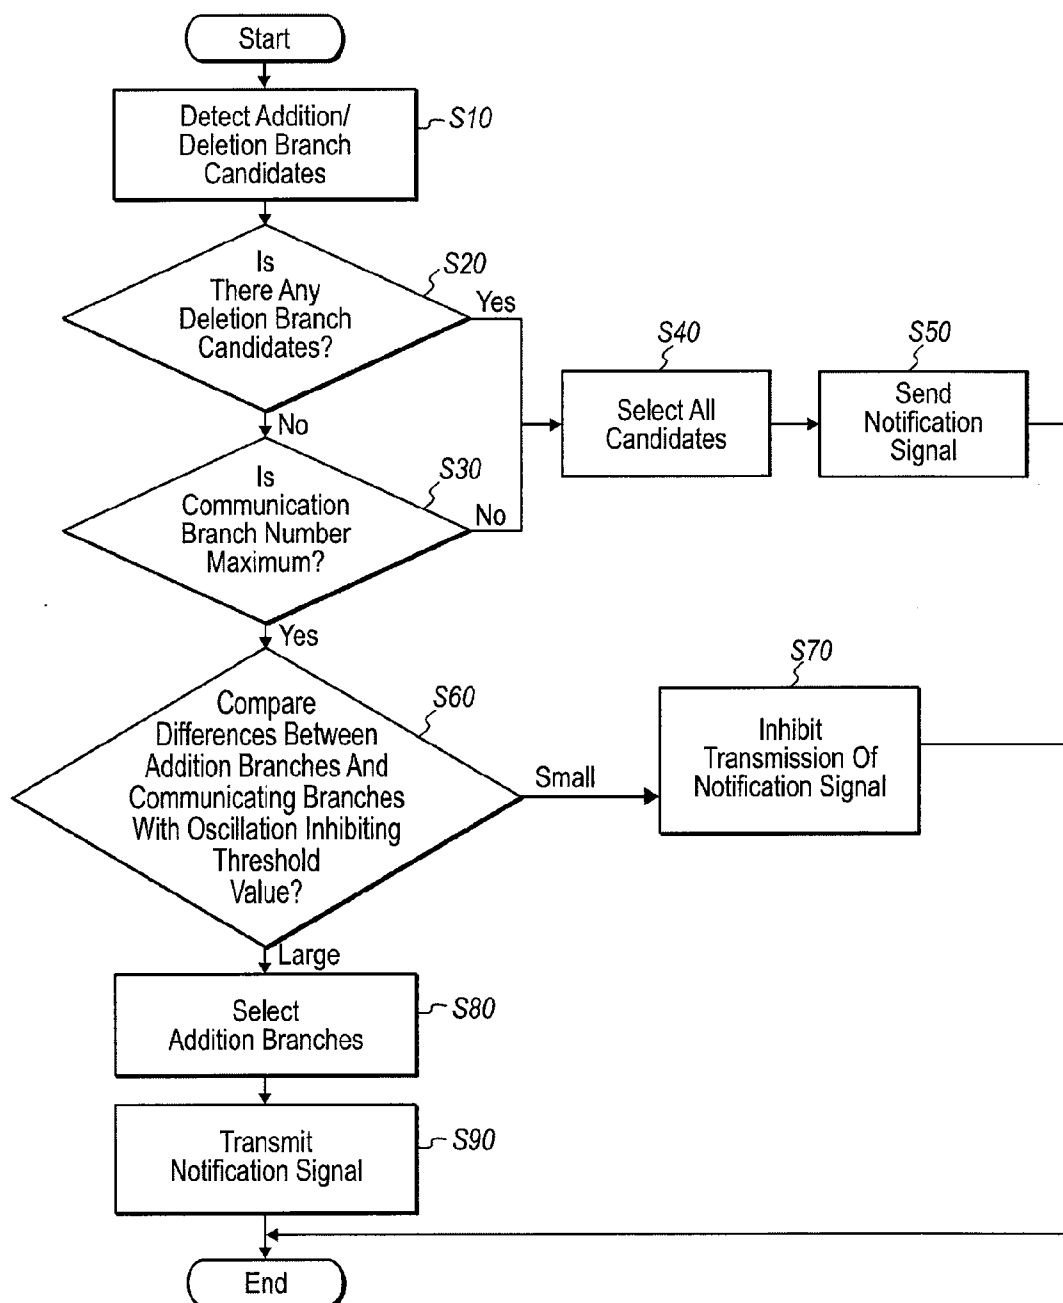 Start
Detect Addition/
Deletion Branch
Candidates
S10
Is
There Any
Deletion Branch
Candidates?
S20
Yes
No
S40
Select All
Candidates
S50
Send
Notification
Signal
Is
Communication
Branch Number
Maximum?
S30
No
Yes
Compare
Differences Between
Addition Branches And
Communicating Branches
With Oscillation Inhibiting
Threshold
Value?
S60
Small
S70
Inhibit
Transmission Of
Notification Signal
Large
Select
Addition Branches
S80
Transmit
Notification Signal
S90
End